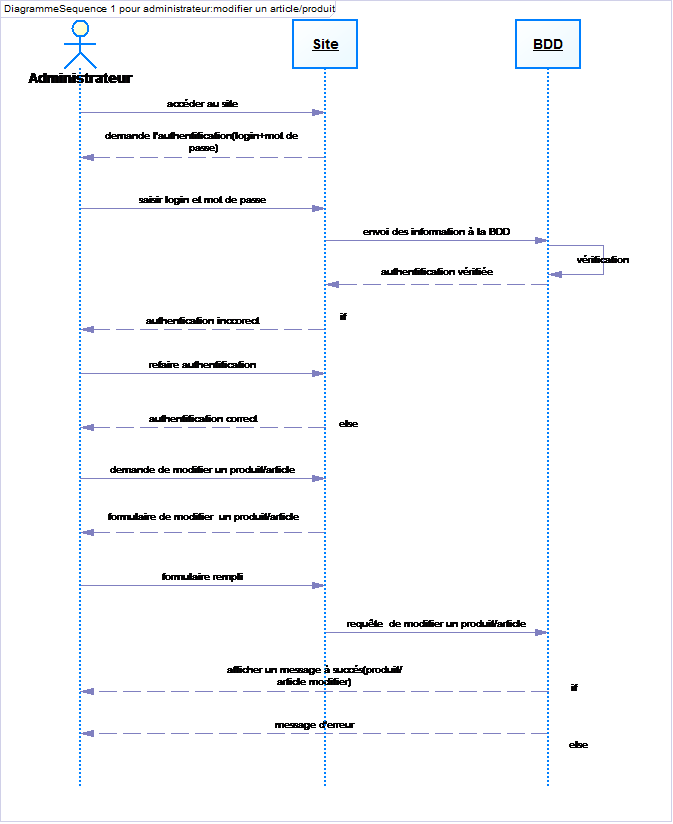 DiagrammeSequence 1 pour administrateur:modifier un article/produit
Site
BDD
Administrateur
accéder au site
demande l'authentification(login+mot de
passe)
saisir login et mot de passe
envoi des information à la BDD
vérification
authentification vérifiée
if
authentication inccorect
refaire authentification
authentification correct
else
demande de modifier un produit/article
formulaire de modifier un produit/article
formulaire rempli
requête de modifier un produit/article
afficher un message à succés(produit/
article modifier)
if
message d'erreur
else